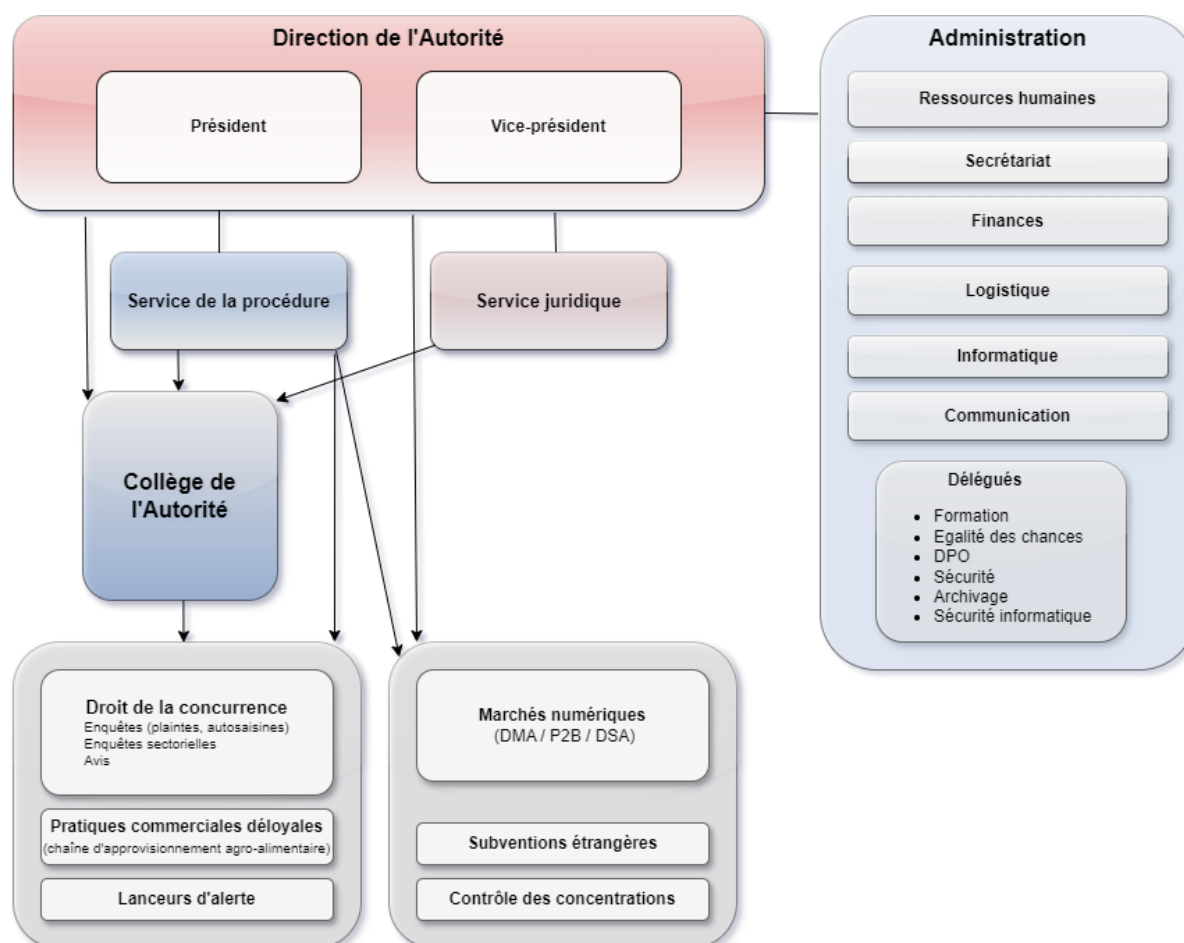 Direction de l'Autorité
Président
Vice-président
Service de la procédure
Service juridique
Collège de
l'Autorité
Droit de la concurrence
Enquêtes (plaintes, autosaisines)
Enquêtes sectorielles
Avis
Pratiques commerciales déloyales
(chaîne d'approvisionnement agro-alimentaire)
Lanceurs d'alerte
Marchés numériques
(DMA / P2B / DSA)
Subventions étrangères
Contrôle des concentrations
Administration
Ressources humaines
Secrétariat
Finances
Logistique
Informatique
Communication
Délégués
• Formation
• Egalité des chances
• DPO
• Sécurité
• Archivage
• Sécurité informatique